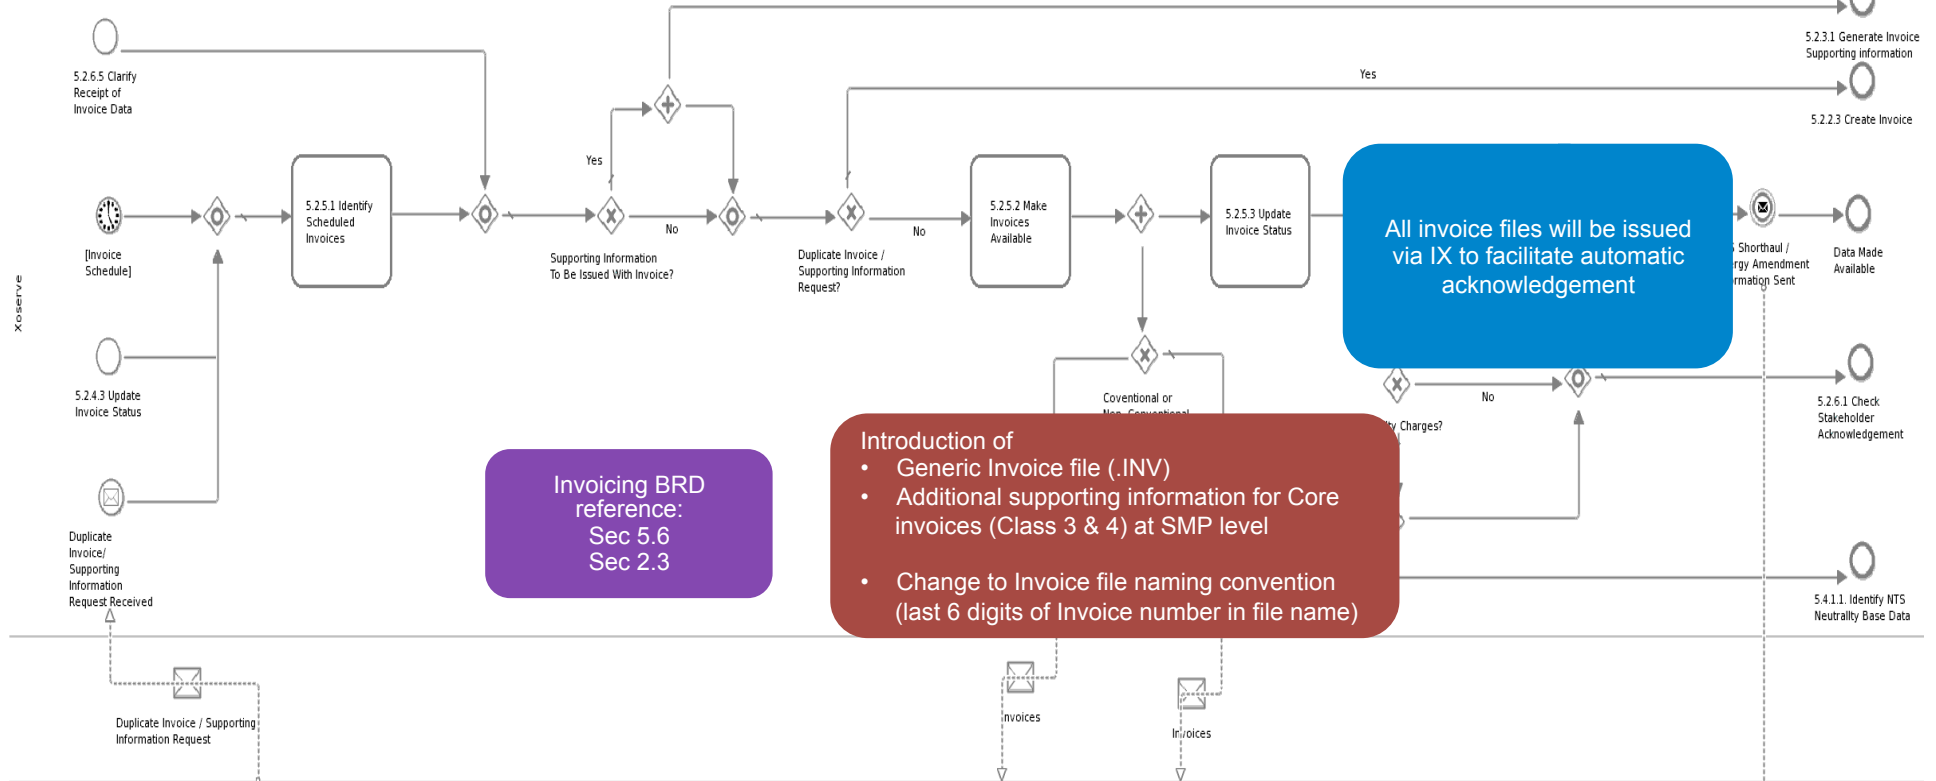 5.2.3.1 Generate Invoice
Supporting information
5.2.6.5 Clarify
Receipt of
Invoice Data
Yes
5.2.2.3 Create Invoice
Yes
5.2.5.1 Identify
Scheduled
Invoices
5.2.5.2 Make
Invoices
Available
5.2.5.3 Update
Invoice Status
All invoice files will be issued
via IX to facilitate automatic
acknowledgement
No
No
[Invoice
Schedule]
Supporting Information
To Be Issued With Invoice?
Duplicate Invoice /
Supporting Information
Request?
Shorthaul /
Amendment
Sent
Data Made
Available
Xoserve
5.2.4.3 Update
Invoice Status
Coventional or
No
5.2.6.1 Check
Stakeholder
Acknowledgement
Charges?
Invoicing BRD
reference:
Sec 5.6
Sec 2.3
Introduction of
• Generic Invoice file (.INV)
• Additional supporting information for Core
invoices (Class 3 & 4) at SMP level
• Change to Invoice file naming convention
(last 6 digits of Invoice number in file name)
Duplicate
Invoice/
Supporting
Information
Request Received
5.4.1.1. Identify NTS
Neutrality Base Data
Duplicate Invoice / Supporting
Information Request
Invoices
Invoices